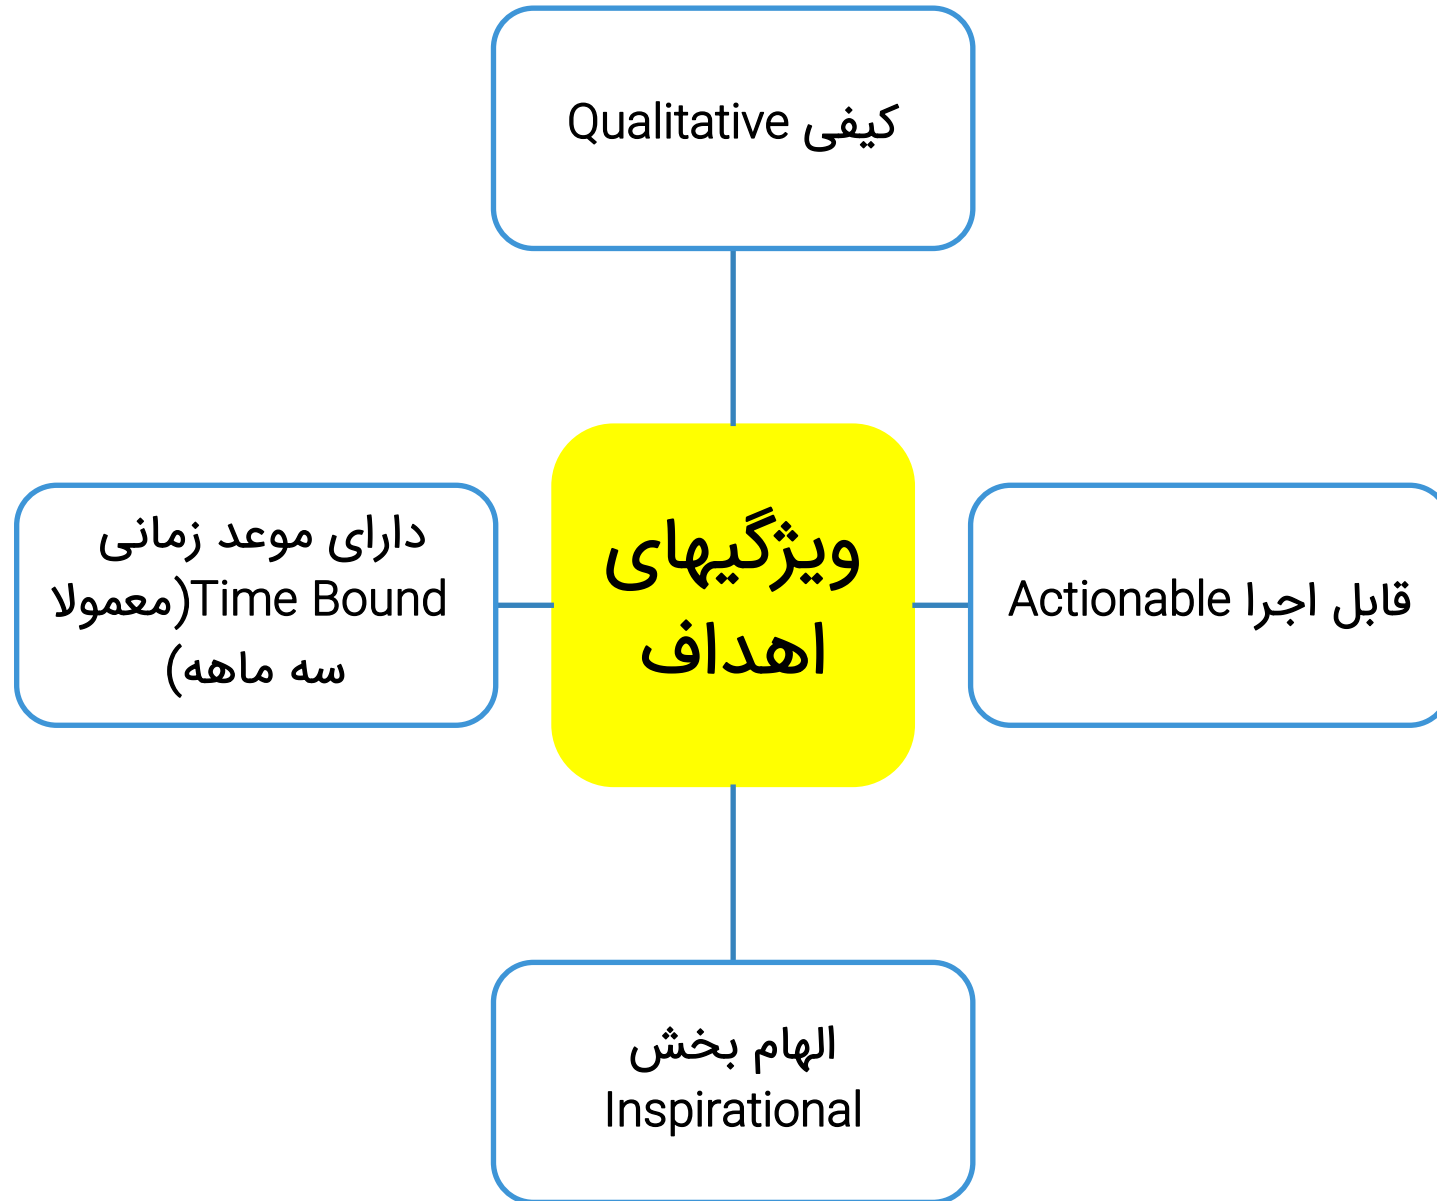 کیفی Qualitative
ویژگیهای
اهداف
قابل اجرا Actionable
دارای موعد زمانی
Time Bound(معمولا
سه ماهه)
الهام بخش
Inspirational